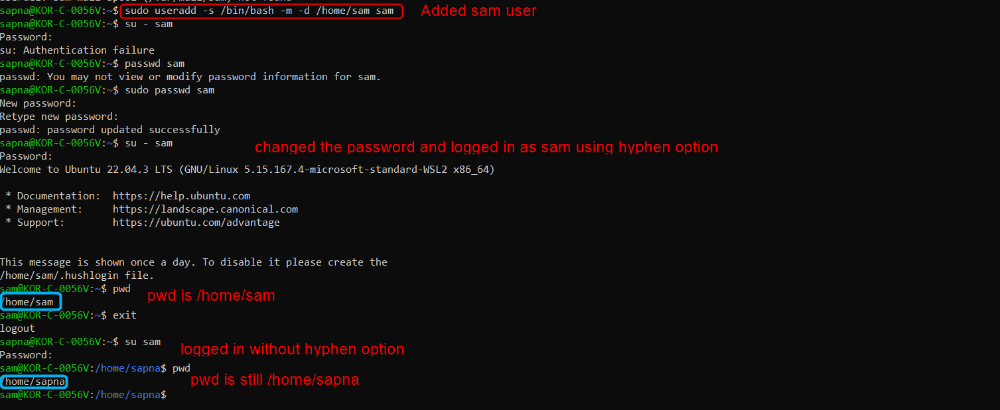 sapna@KOR-C-0056V:~$ sudo useradd -s /bin/bash -m -d /home/sam sam Added sam user
sapna@KOR-C-0056V:~$ su - sam
Password:
su: Authentication failure
sapna@KOR-C-0056V:~$ passwd sam
passwd: You may not view or modify password information for sam.
sapna@KOR-C-0056V:~$ sudo passwd sam
New password:
Retype new password:
passwd: password updated successfully
sapna@KOR-C-0056V:~$ su - sam
changed the password and logged in as sam using hyphen option
Password:
Welcome to Ubuntu 22.04.3 LTS (GNU/Linux 5.15.167.4-microsoft-standard-WSL2 x86_64)
* Documentation: https://help.ubuntu.com
* Management: https://landscape.canonical.com
* Support: https://ubuntu.com/advantage
This message is shown once a day. To disable it please create the
/home/sam/.hushlogin file.
sam@KOR-C-0056V:~$ pwd
pwd is /home/sam
/home/sam
sam@KOR-C-0056V:~$ exit
logout
sapna@KOR-C-0056V:~$ su sam
logged in without hyphen option
Password:
sam@KOR-C-0056V:/home/sapna$ pwd
pwd is still /home/sapna
/home/sapna
sam@KOR-C-0056V:/home/sapna$